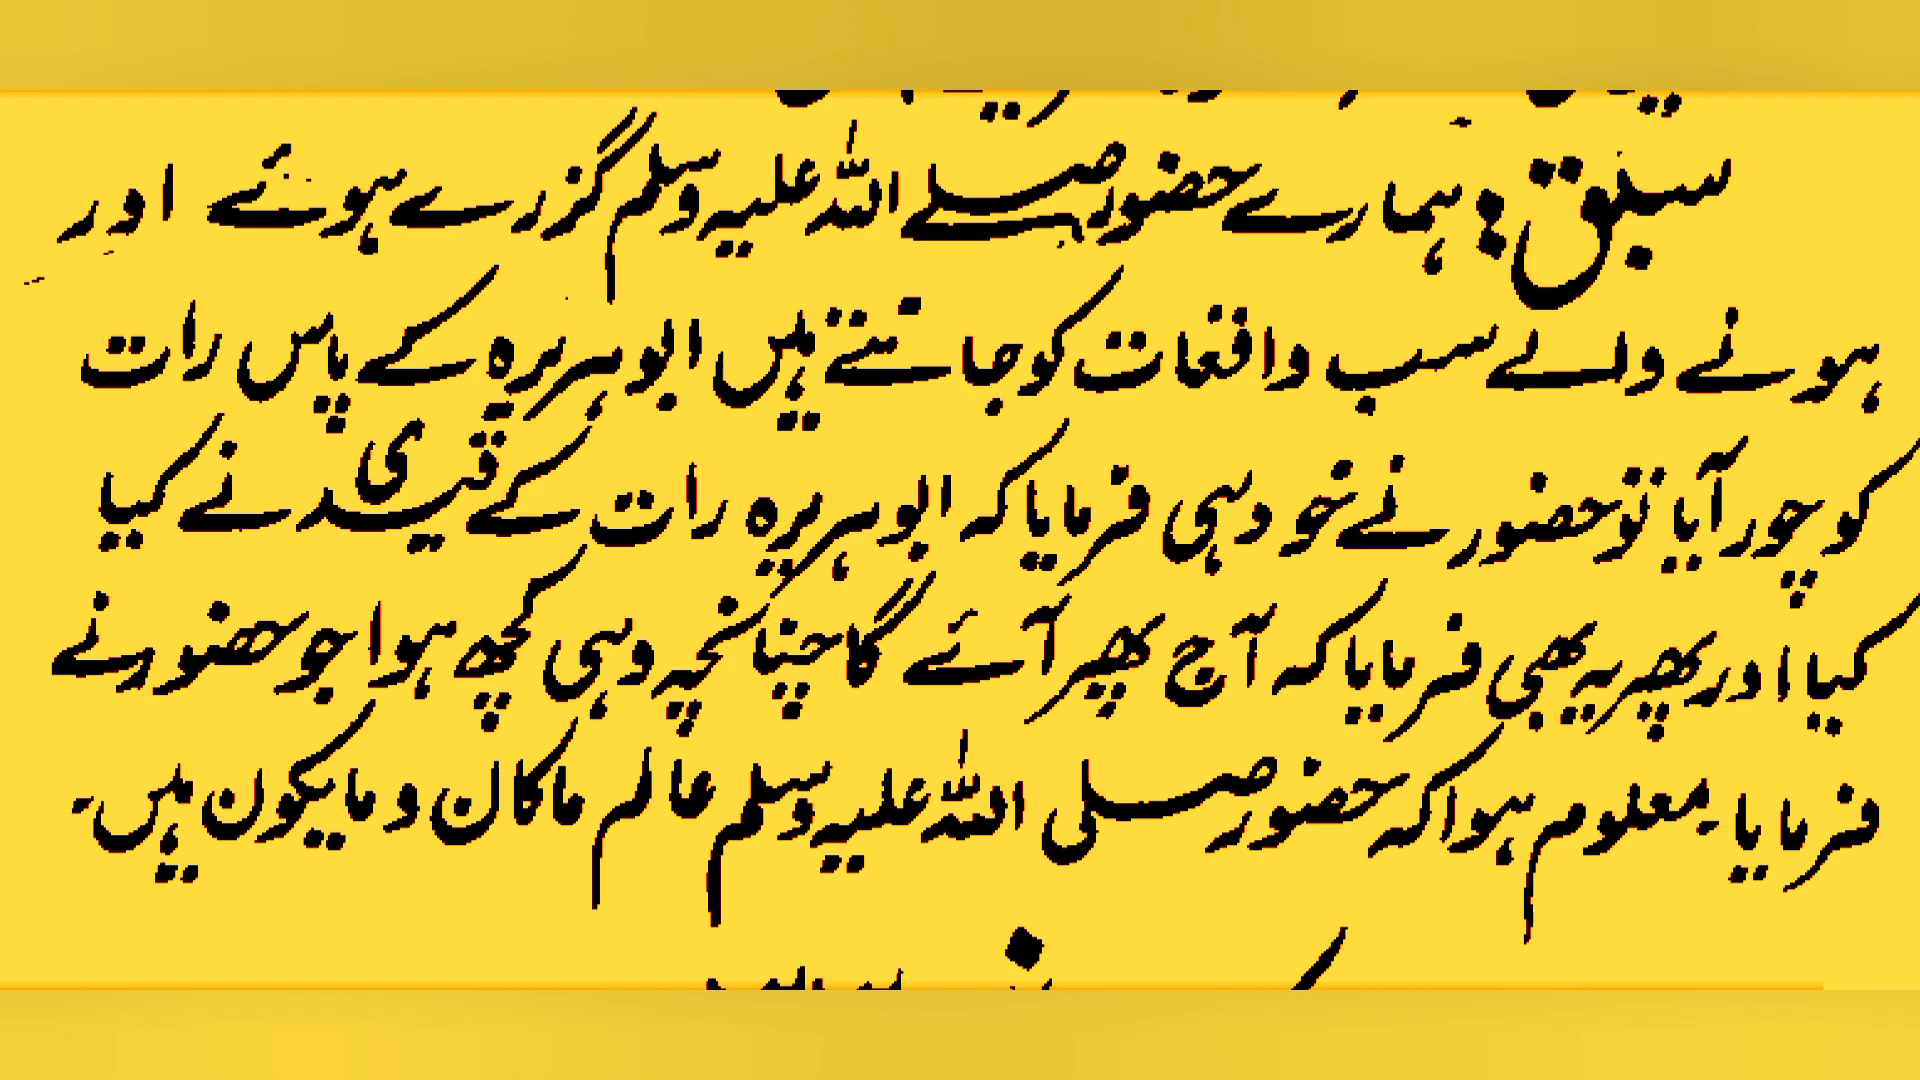 سبق: ہمارے حضور صلے اللہ علیہ وسلم گزرے ہوئے اور
ہونے ولے سب واقعات کو جانتے ہیں ابوہریرہ کے پاس رات
کو چور آیا تو حضور نے خود ہی فرمایا کہ ابوہریرہ رات کے قیدی نے کیا
کیا اور پھر یہ بھی فرمایا کہ آج پھر آئے گا چنانچہ وہی کچھ ہوا جو حضور نے
فرمایا۔ معلوم ہوا کہ حضور صلی اللہ علیہ وسلم عالم ماکان و مایکون ہیں۔